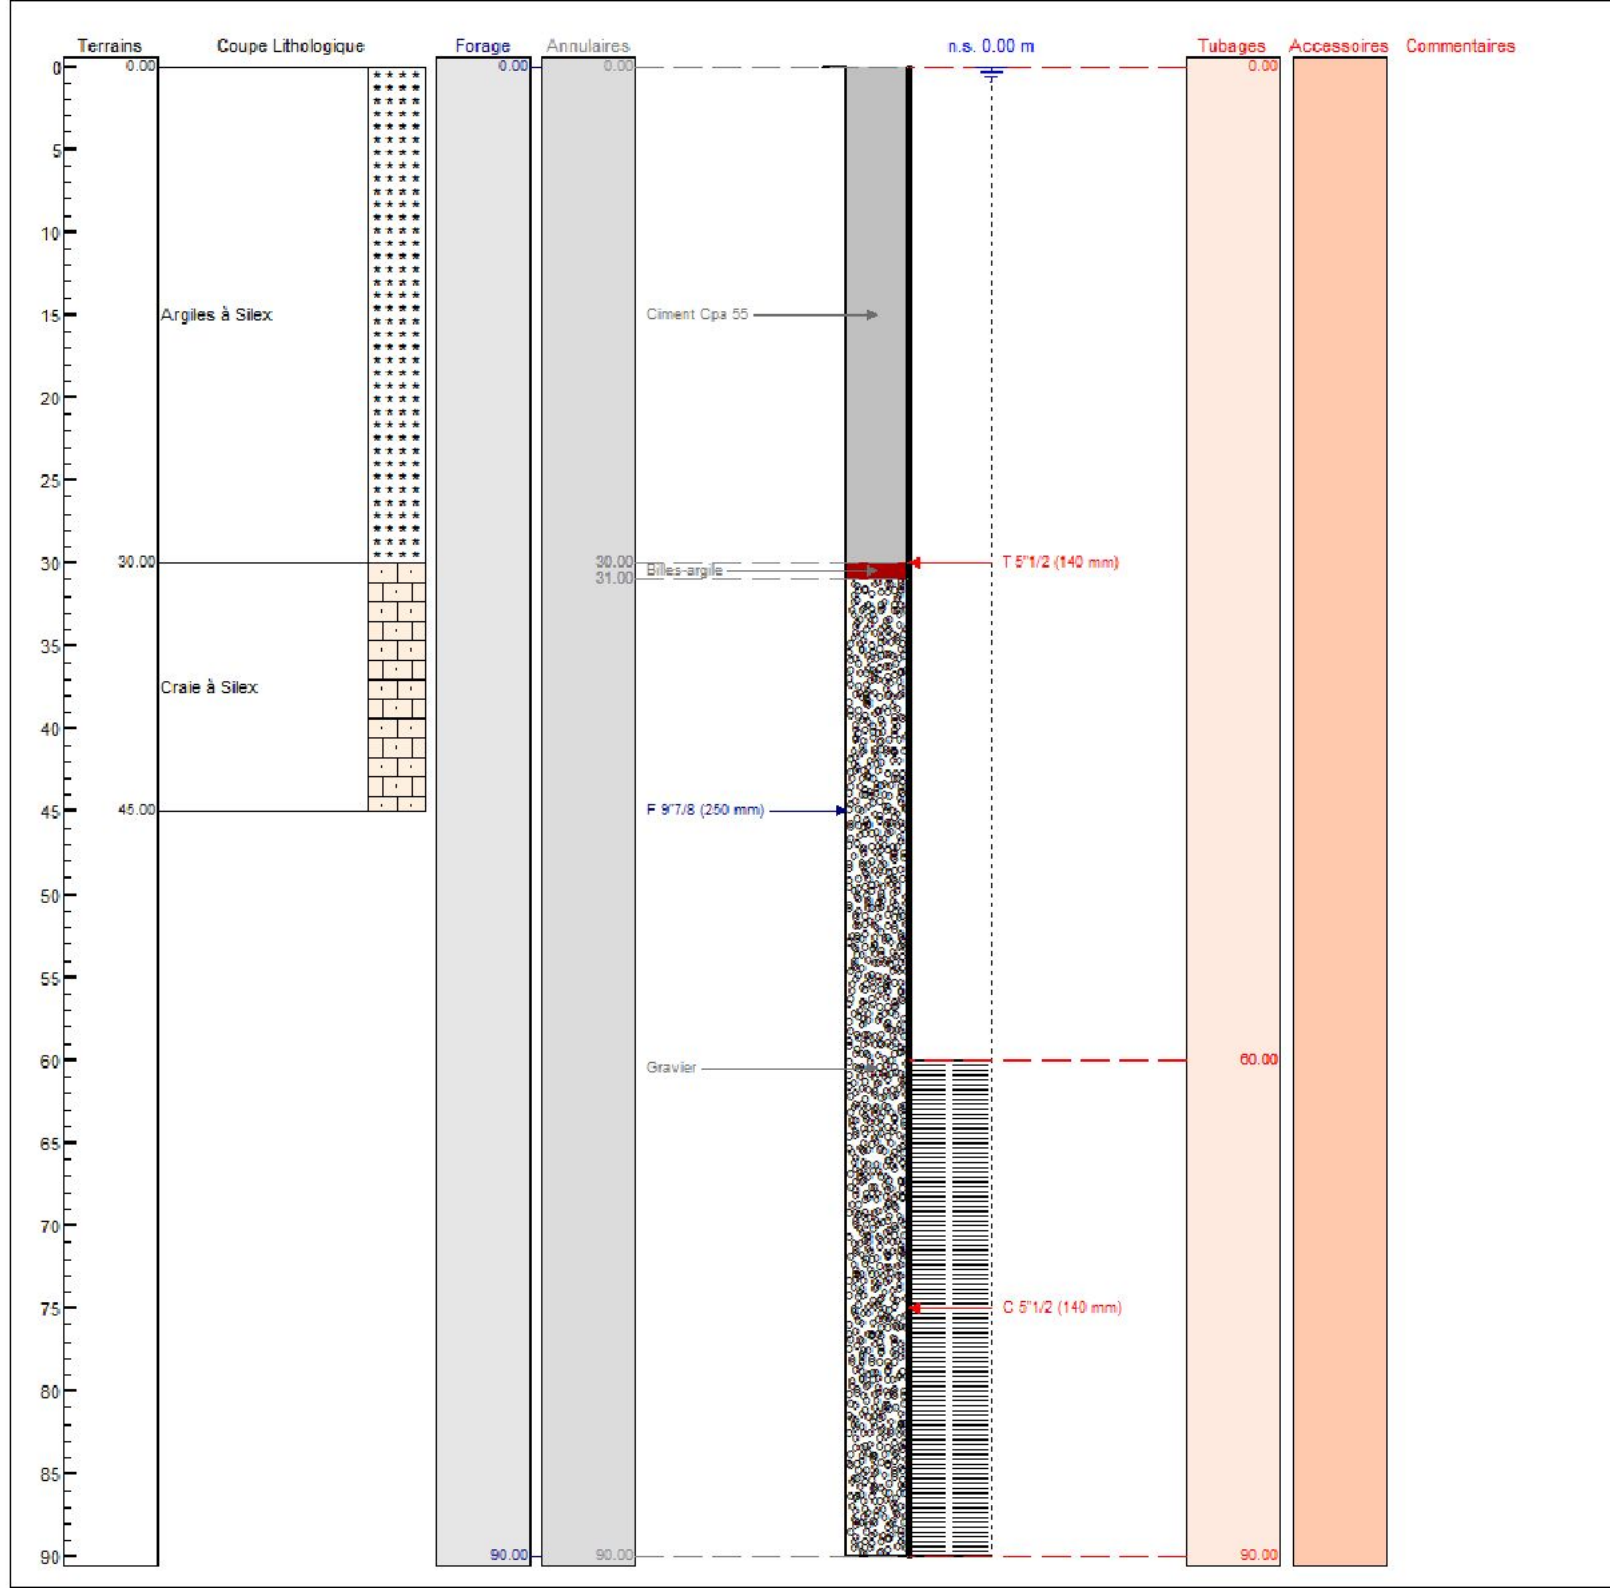 Terrains Coupe Lithologique Forage Annulaires n.s. 0.00 m Tubages Accessoires Commentaires
0 0.00 0.00 0.00 0.00
5
10
15 Argiles à Silex Ciment Cpa 55
20
25
30 30.00 30.00 T 5"1/2 (140 mm)
31.00 Billes-argile
35
Craie à Silex
40
45 45.00 F 9"7/8 (250 mm)
50
55
60 60.00
Gravier
65
70
75 C 5"1/2 (140 mm)
80
85
90 90.00 90.00 90.00